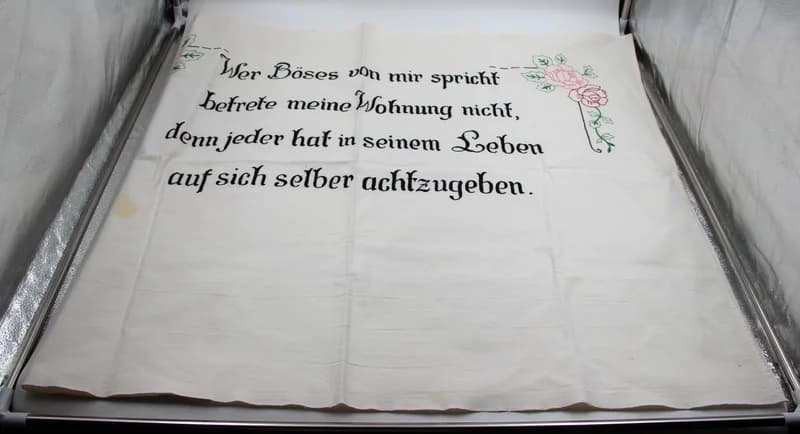 Wer Böses von mir spricht
betrete meine Wohnung nicht,
denn jeder hat in seinem Leben
auf sich selber achtzugeben.